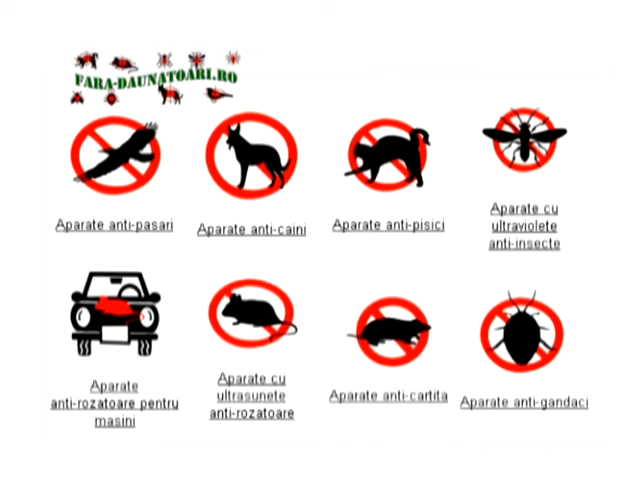 FARA-DAUNATOARI.RO
Aparate anti-pasari
Aparate anti-caini
Aparate anti-pisici
Aparate cu
ultraviolete
anti-insecte
Aparate
anti-rozatoare pentru
masini
Aparate cu
ultrasunete
anti-rozatoare
Aparate anti-cartita
Aparate anti-gandaci